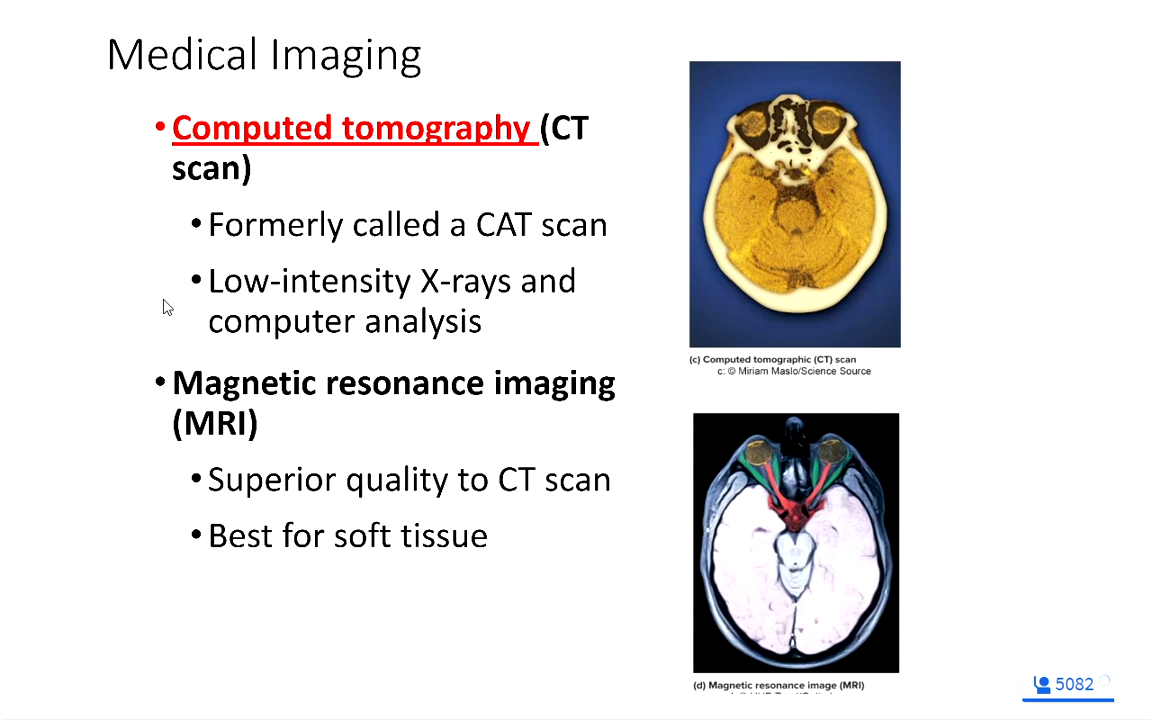 Medical Imaging
• Computed tomography (CT
scan)
• Formerly called a CAT scan
• Low-intensity X-rays and
computer analysis
• Magnetic resonance imaging
(MRI)
• Superior quality to CT scan
• Best for soft tissue
(c) Computed tomographic (CT) scan
c: © Miriam Maslo/Science Source
(d) Magnetic resonance image (MRI)
5082